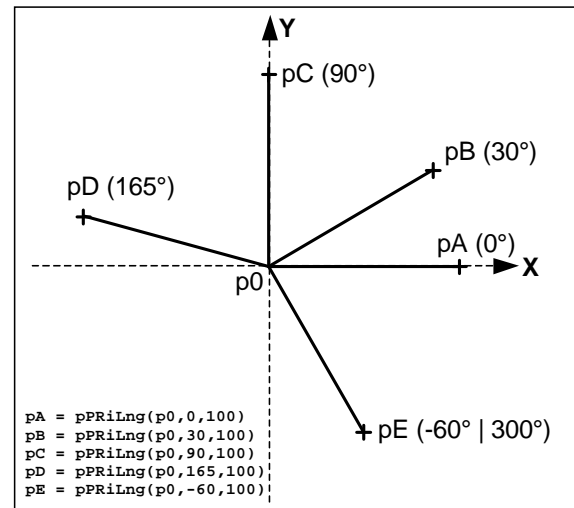 Y
pC (90°)
pB (30°)
pD (165°)
pA (0°)
X
p0
pE (-60° | 300°)
pA = pPRiLng(p0,0,100)
pB = pPRiLng(p0,30,100)
pC = pPRiLng(p0,90,100)
pD = pPRiLng(p0,165,100)
pE = pPRiLng(p0,-60,100)